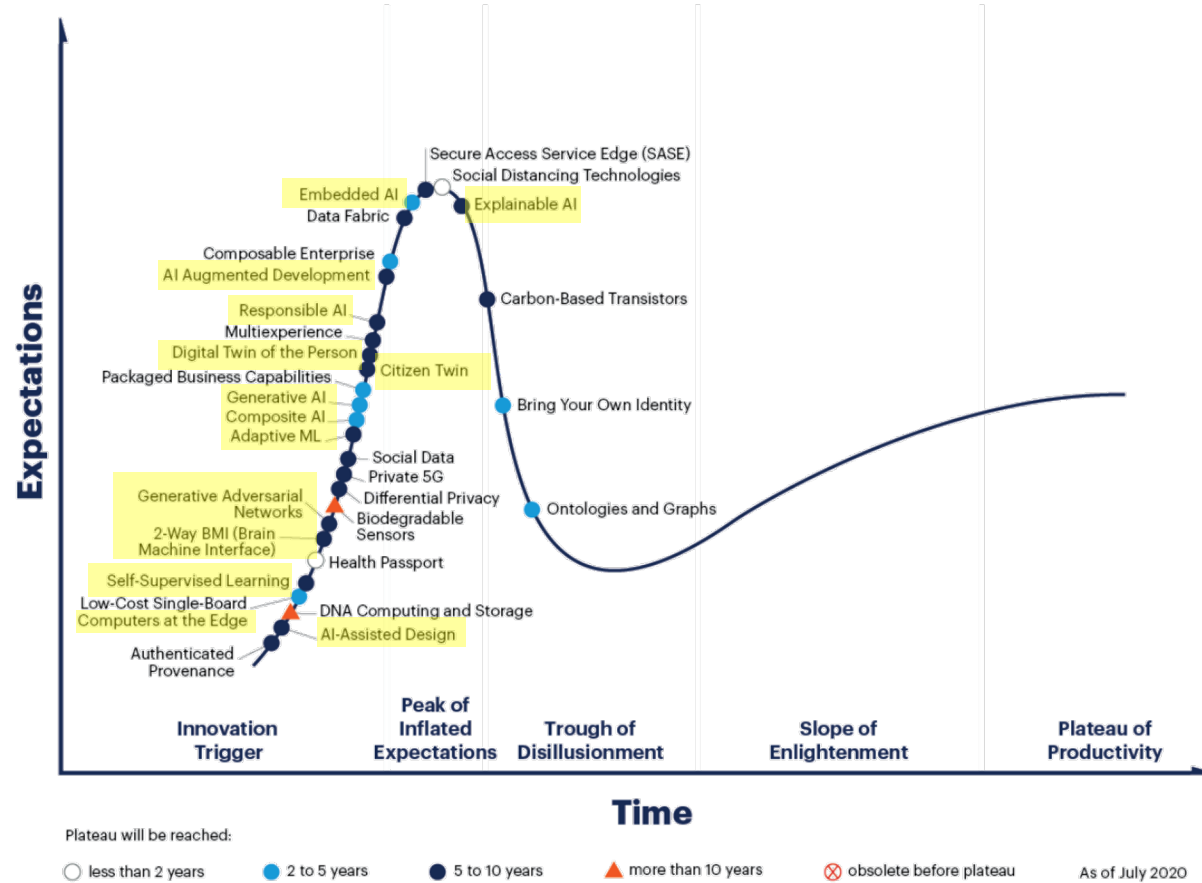 Secure Access Service Edge (SASE)
Social Distancing Technologies
Embedded AI
Explainable AI
Data Fabric
Composable Enterprise
AI Augmented Development
Carbon-Based Transistors
Responsible AI
Multiexperience
Digital Twin of the Person
Citizen Twin
Packaged Business Capabilities
Generative AI
Bring Your Own Identity
Composite AI
Adaptive ML
Social Data
Private 5G
Differential Privacy
Generative Adversarial
Networks
Biodegradable
Sensors
Ontologies and Graphs
2-Way BMI (Brain
Machine Interface)
Health Passport
Self-Supervised Learning
Low-Cost Single-Board
Computers at the Edge
DNA Computing and Storage
AI-Assisted Design
Authenticated
Provenance
Expectations
Innovation
Trigger
Peak of
Inflated
Expectations
Trough of
Disillusionment
Slope of
Enlightenment
Plateau of
Productivity
Time
Plateau will be reached:
less than 2 years
2 to 5 years
5 to 10 years
more than 10 years
obsolete before plateau
As of July 2020